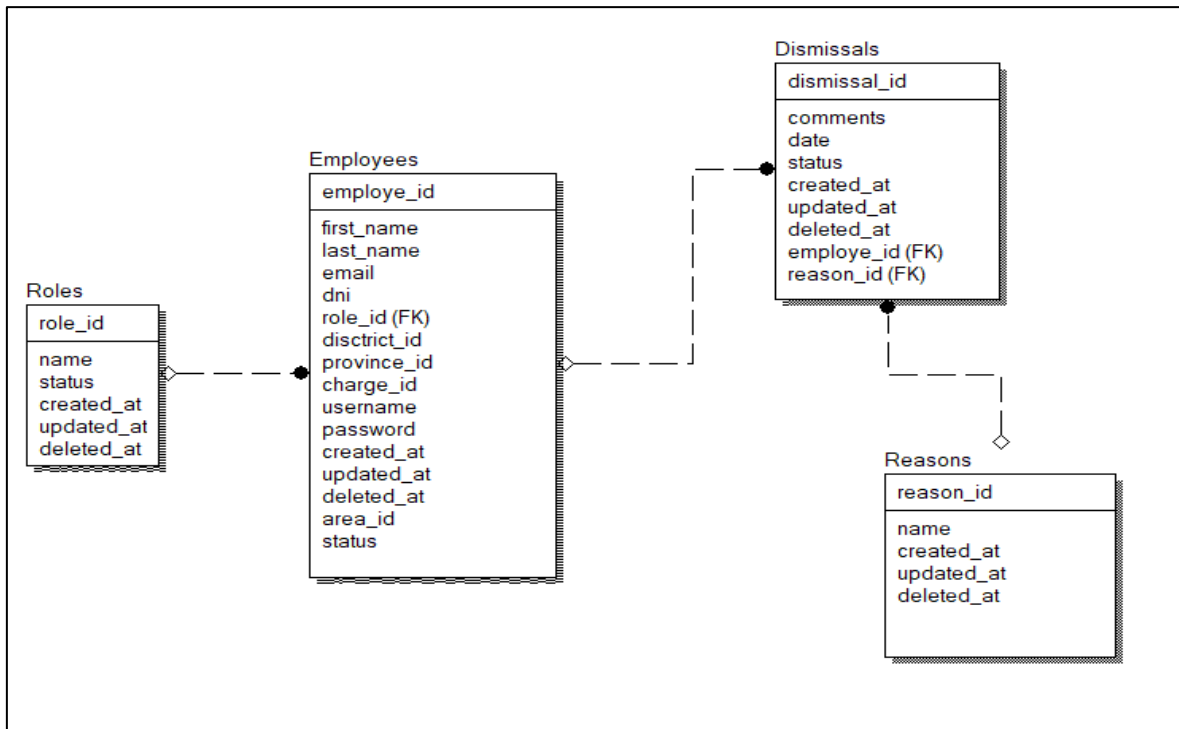 Roles
role_id
name
status
created_at
updated_at
deleted_at
Employees
employe_id
first_name
last_name
email
dni
role_id (FK)
disctrict_id
province_id
charge_id
username
password
created_at
updated_at
deleted_at
area_id
status
Dismissals
dismissal_id
comments
date
status
created_at
updated_at
deleted_at
employe_id (FK)
reason_id (FK)
Reasons
reason_id
name
created_at
updated_at
deleted_at